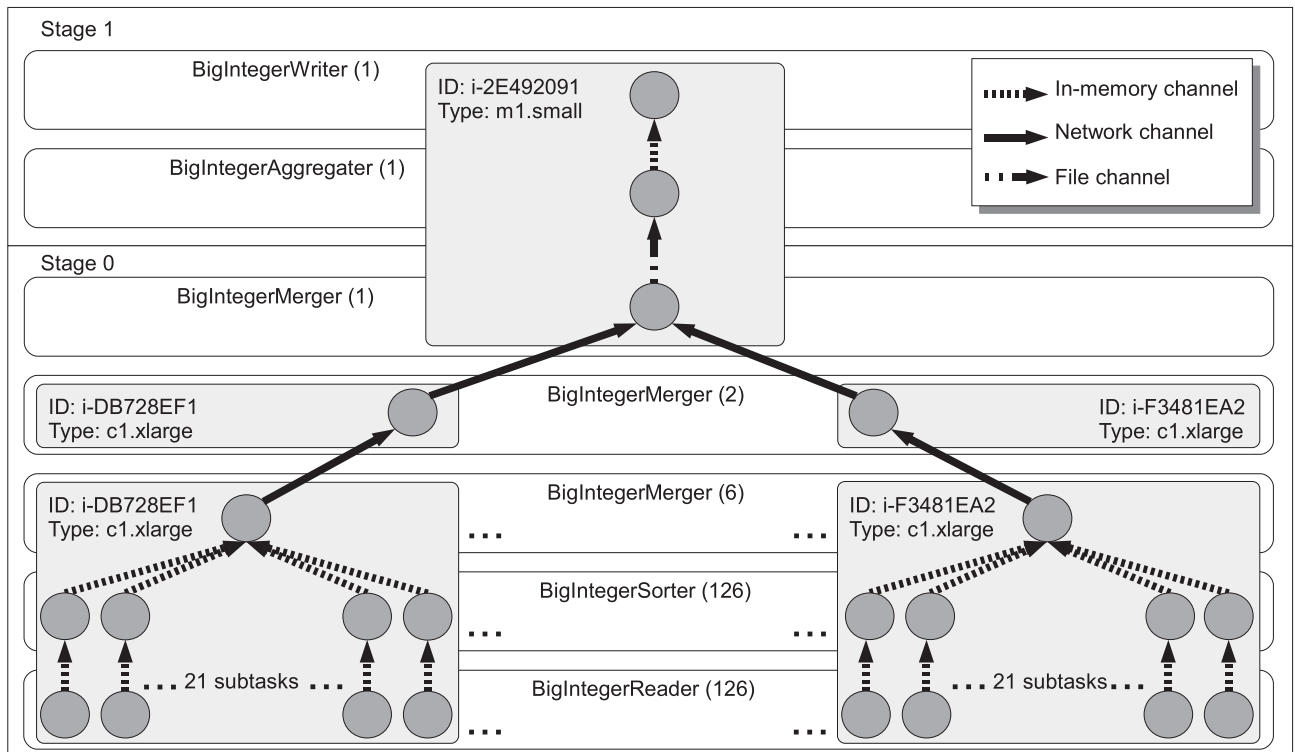 Stage 1
BigIntegerWriter (1)
ID: i-2E492091
Type: m1.small
In-memory channel
Network channel
File channel
BigIntegerAggregater (1)
Stage 0
BigIntegerMerger (1)
ID: i-DB728EF1
Type: c1.xlarge
BigIntegerMerger (2)
ID: i-F3481EA2
Type: c1.xlarge
ID: i-DB728EF1
Type: c1.xlarge
BigIntegerMerger (6)
...
...
ID: i-F3481EA2
Type: c1.xlarge
BigIntegerSorter (126)
...
...
... 21 subtasks ...
BigIntegerReader (126)
...
...
... 21 subtasks...